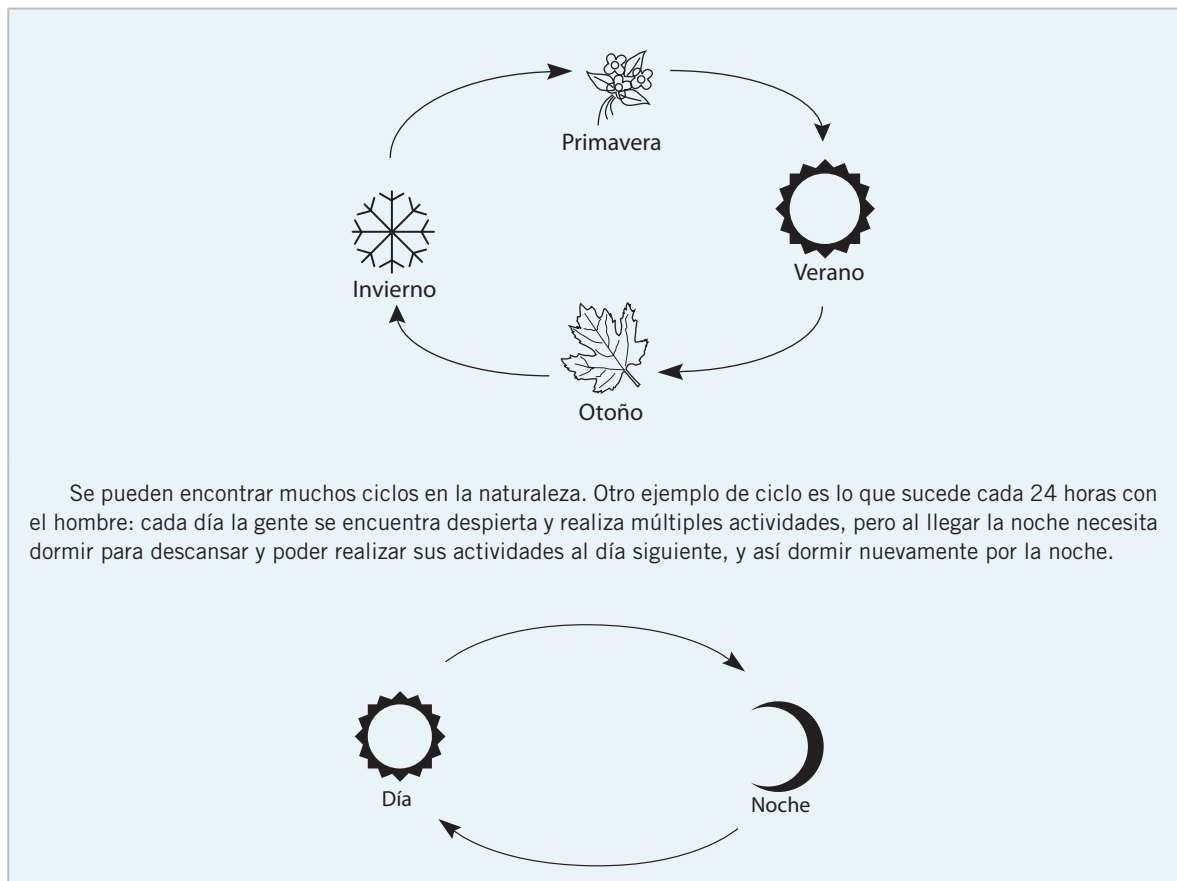 Primavera
Verano
Invierno
Otoño
Se pueden encontrar muchos ciclos en la naturaleza. Otro ejemplo de ciclo es lo que sucede cada 24 horas con
el hombre: cada día la gente se encuentra despierta y realiza múltiples actividades, pero al llegar la noche necesita
dormir para descansar y poder realizar sus actividades al día siguiente, y así dormir nuevamente por la noche.
Día
Noche